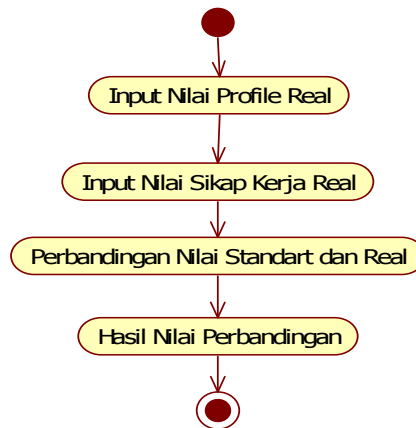 Input Nilai Profile Real
Input Nilai Sikap Kerja Real
Perbandingan Nilai Standart dan Real
Hasil Nilai Perbandingan